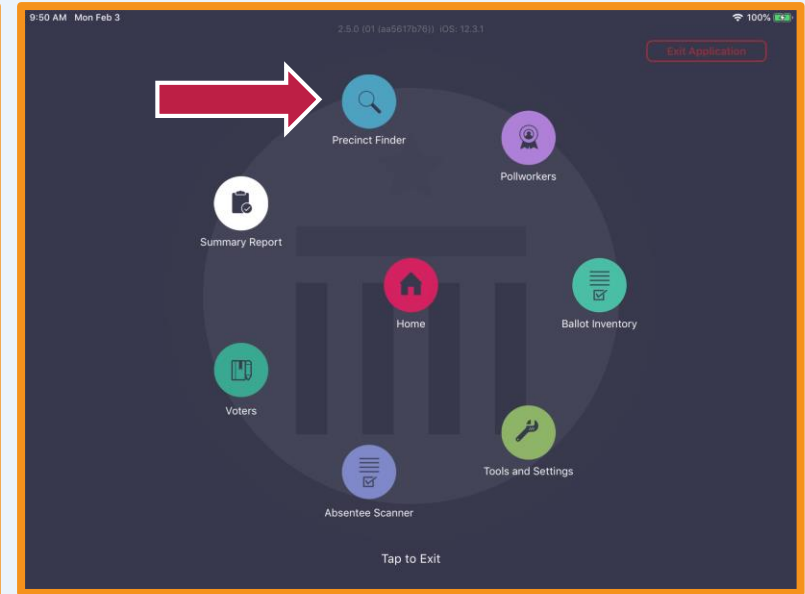 9:50 AM Mon Feb 3
100%
2.5.0 (01 (aa5617b76)) iOS: 12.3.1
Exit Application
Precinct Finder
Pollworkers
Summary Report
Home
Ballot Inventory
Voters
Tools and Settings
Absentee Scanner
Tap to Exit